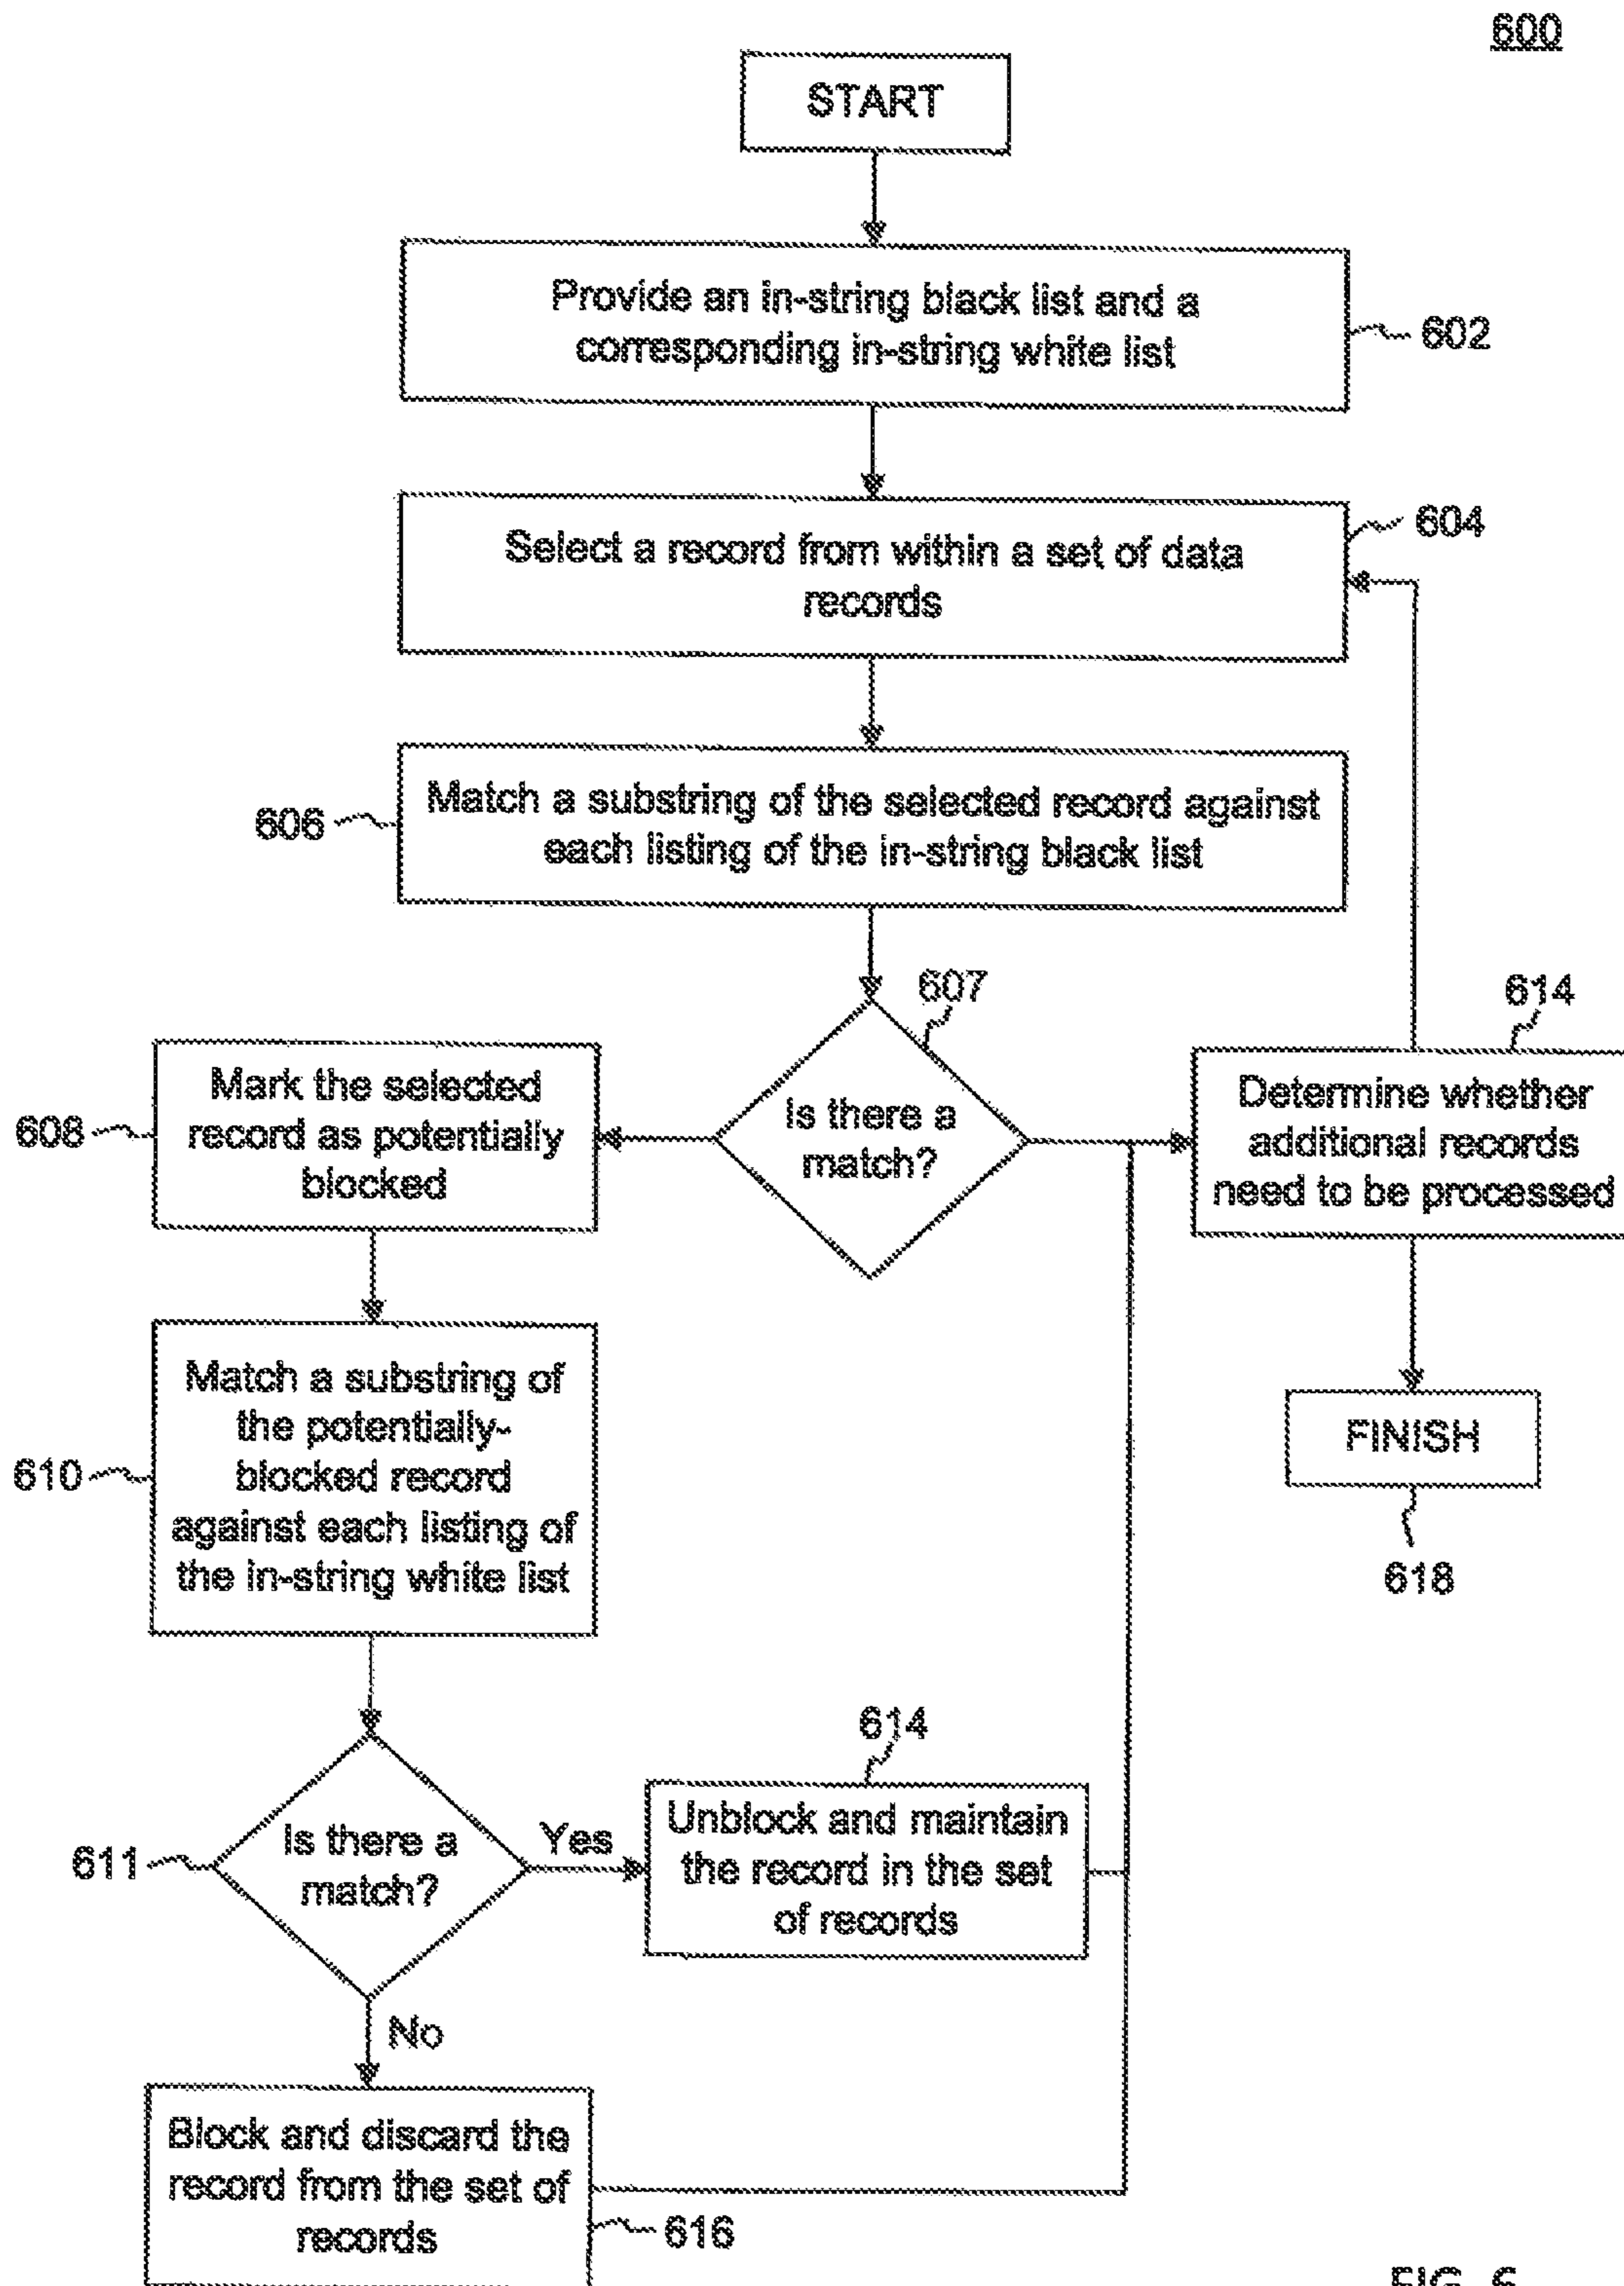 600
START
Provide an in-string black list and a
corresponding in-string white list
602
Select a record from within a set of data
records
604
Match a substring of the selected record against
each listing of the in-string black list
606
607
Is there a
match?
Mark the selected
record as potentially
blocked
608
614
Determine whether
additional records
need to be processed
Match a substring of
the potentially-
blocked record
against each listing of
the in-string white list
610
FINISH
618
Is there a
match?
611
Yes
614
Unblock and maintain
the record in the set
of records
No
Block and discard the
record from the set of
records
616
FIG. 6